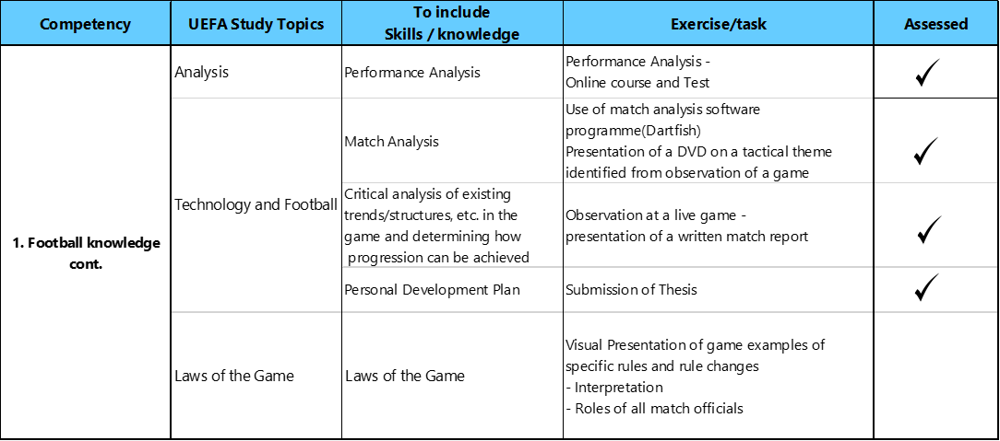 Competency
UEFA Study Topics
To include
Skills / knowledge
Exercise/task
Assessed
1. Football knowledge
cont.
Analysis
Performance Analysis
Performance Analysis -
Online course and Test
✓
Technology and Football
Match Analysis
Use of match analysis software
programme(Dartfish)
Presentation of a DVD on a tactical theme
identified from observation of a game
✓
Critical analysis of existing
trends/structures, etc. in the
game and determining how
progression can be achieved
Observation at a live game -
presentation of a written match report
✓
Personal Development Plan
Submission of Thesis
✓
Laws of the Game
Laws of the Game
Visual Presentation of game examples of
specific rules and rule changes
- Interpretation
- Roles of all match officials